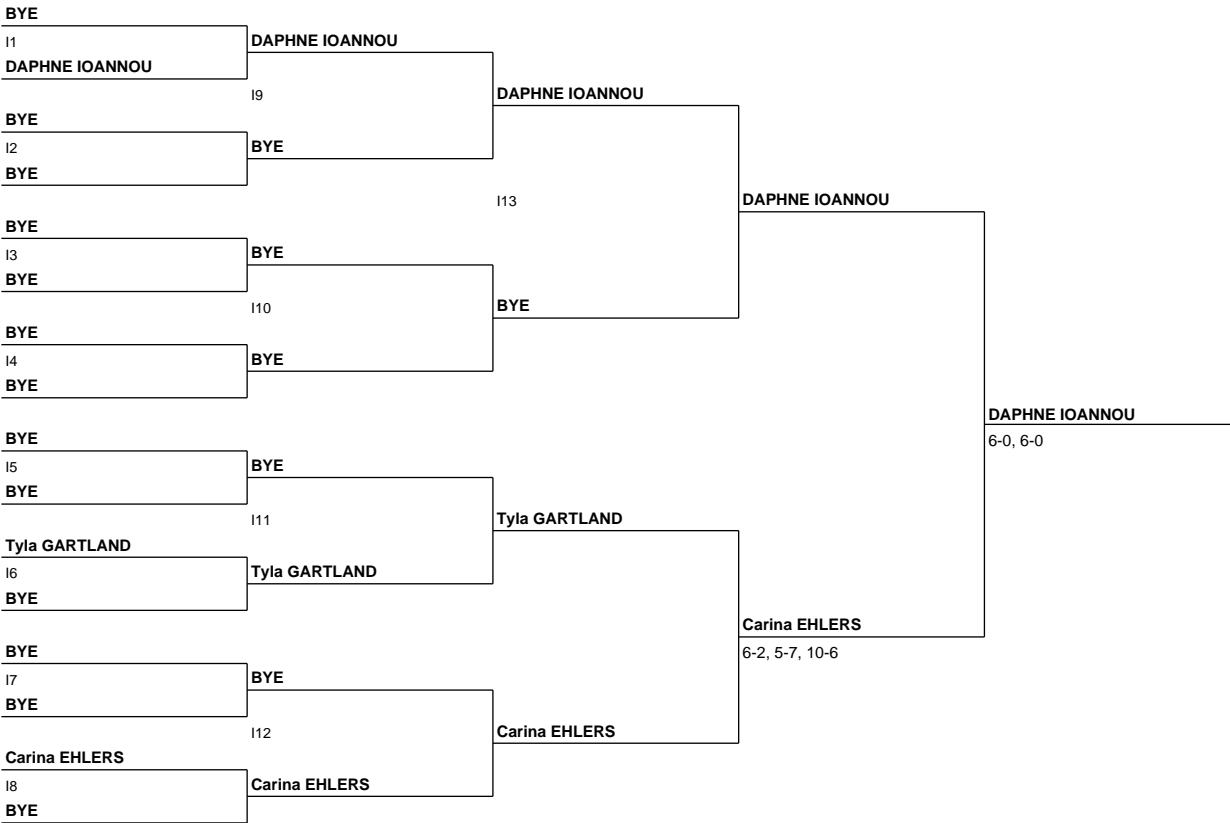 BYE
I1
DAPHNE IOANNOU
DAPHNE IOANNOU
I9
DAPHNE IOANNOU
BYE
I2
BYE
BYE
I13
DAPHNE IOANNOU
BYE
I3
BYE
BYE
I10
BYE
BYE
I4
BYE
BYE
DAPHNE IOANNOU
6-0, 6-0
BYE
I5
BYE
BYE
I11
Tyla GARTLAND
Tyla GARTLAND
I6
BYE
Tyla GARTLAND
Carina EHLERS
6-2, 5-7, 10-6
BYE
I7
BYE
BYE
I12
Carina EHLERS
Carina EHLERS
I8
BYE
Carina EHLERS